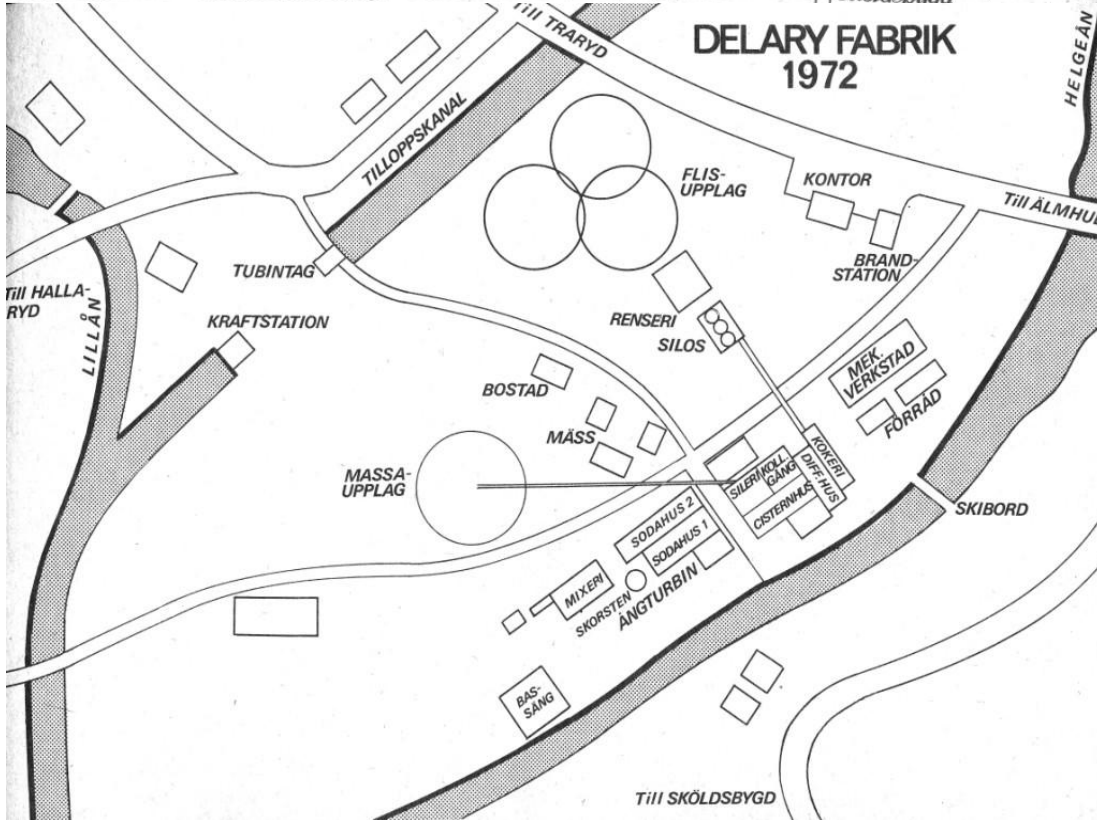 Till TRARYD
DELARY FABRIK
1972
HELGEÅN
TILLOPPSKANAL
FLIS-
UPPLAG
KONTOR
Till ÄLMHUL
BRAND-
STATION
TUBINTAG
Till HALLA-
RYD
LILLÅN
KRAFTSTATION
RENSERI
SILOS
MEK.
VERKSTAD
FÖRRÅD
BOSTAD
MÄSS
MASSA-
UPPLAG
KOKERI
DIFF.HUS
SILERI
KOLL.
GÅNG
CISTERNHUS
SKIBORD
SODAHUS 2
SODAHUS 1
MIXERI
SKORSTEN
ÅNGTURBIN
BAS-
SÄNG
Till SKÖLDSBYGD